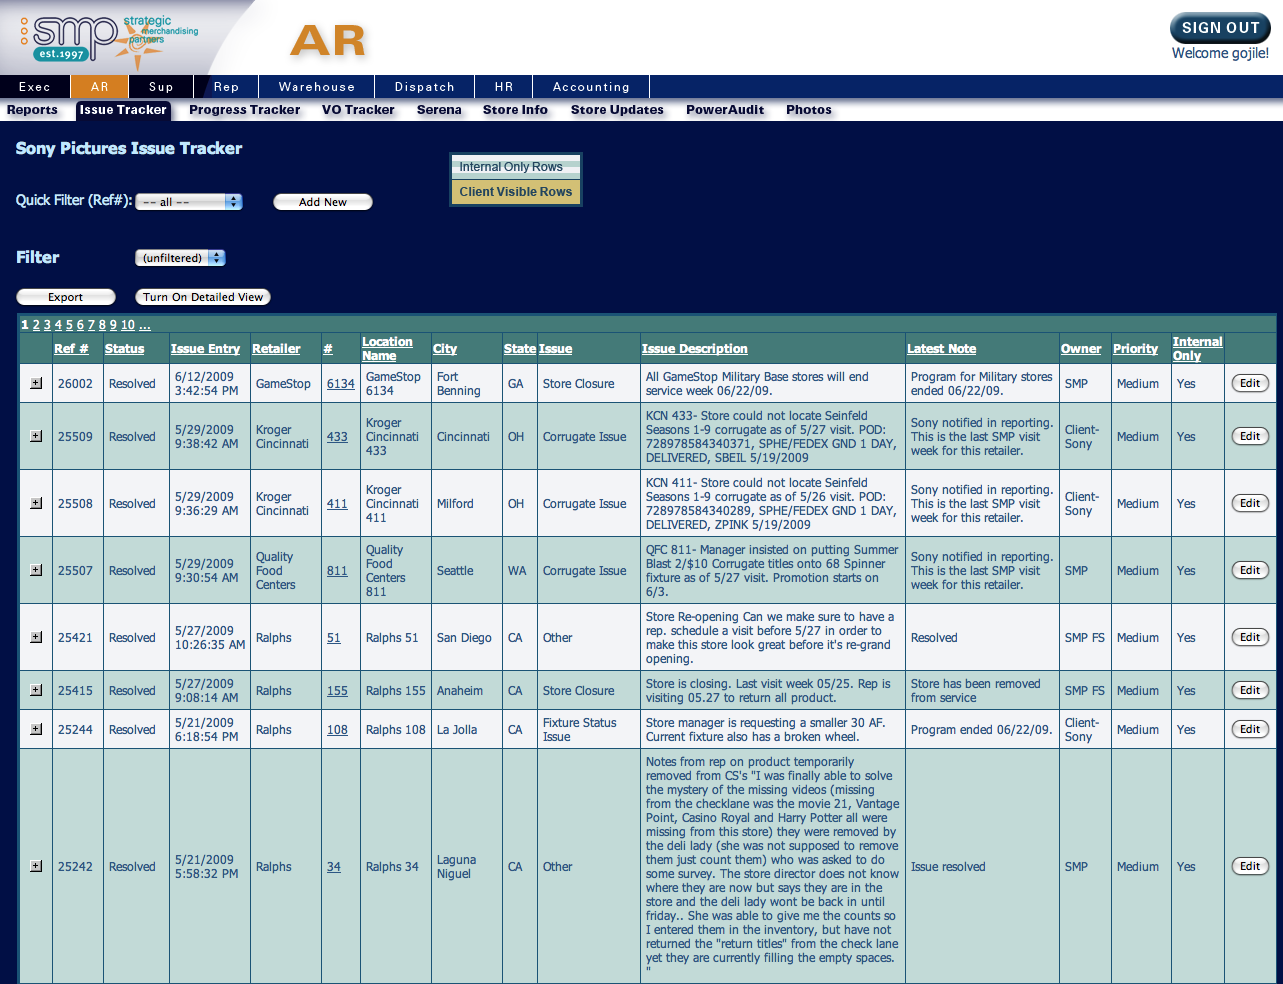 smp strategic merchandising partners
est.1997
AR
SIGN OUT
Welcome gojile!
Exec AR Sup Rep Warehouse Dispatch HR Accounting
Reports Issue Tracker Progress Tracker VO Tracker Serena Store Info Store Updates PowerAudit Photos
Sony Pictures Issue Tracker
Internal Only Rows
Client Visible Rows
Quick Filter (Ref#): -- all -- Add New
Filter (unfiltered)
Export Turn On Detailed View
1 2 3 4 5 6 7 8 9 10 ...
Ref # Status Issue Entry Retailer # Location Name City State Issue Issue Description Latest Note Owner Priority Internal Only
26002 Resolved 6/12/2009 3:42:54 PM GameStop 6134 GameStop 6134 Fort Benning GA Store Closure All GameStop Military Base stores will end service week 06/22/09. Program for Military stores ended 06/22/09. SMP Medium Yes Edit
25509 Resolved 5/29/2009 9:38:42 AM Kroger Cincinnati 433 Kroger Cincinnati 433 Cincinnati OH Corrugate Issue KCN 433- Store could not locate Seinfeld Seasons 1-9 corrugate as of 5/27 visit. POD: 728978584340371, SPHE/FEDEX GND 1 DAY, DELIVERED, SBEIL 5/19/2009 Sony notified in reporting. This is the last SMP visit week for this retailer. Client-Sony Medium Yes Edit
25508 Resolved 5/29/2009 9:36:29 AM Kroger Cincinnati 411 Kroger Cincinnati 411 Milford OH Corrugate Issue KCN 411- Store could not locate Seinfeld Seasons 1-9 corrugate as of 5/26 visit. POD: 728978584340289, SPHE/FEDEX GND 1 DAY, DELIVERED, ZPINK 5/19/2009 Sony notified in reporting. This is the last SMP visit week for this retailer. Client-Sony Medium Yes Edit
25507 Resolved 5/29/2009 9:30:54 AM Quality Food Centers 811 Quality Food Centers 811 Seattle WA Corrugate Issue QFC 811- Manager insisted on putting Summer Blast 2/$10 Corrugate titles onto 68 Spinner fixture as of 5/27 visit. Promotion starts on 6/3. Sony notified in reporting. This is the last SMP visit week for this retailer. SMP Medium Yes Edit
25421 Resolved 5/27/2009 10:26:35 AM Ralphs 51 Ralphs 51 San Diego CA Other Store Re-opening Can we make sure to have a rep. schedule a visit before 5/27 in order to make this store look great before it's re-grand opening. Resolved SMP FS Medium Yes Edit
25415 Resolved 5/27/2009 9:08:14 AM Ralphs 155 Ralphs 155 Anaheim CA Store Closure Store is closing. Last visit week 05/25. Rep is visiting 05.27 to return all product. Store has been removed from service SMP FS Medium Yes Edit
25244 Resolved 5/21/2009 6:18:54 PM Ralphs 108 Ralphs 108 La Jolla CA Fixture Status Issue Store manager is requesting a smaller 30 AF. Current fixture also has a broken wheel. Program ended 06/22/09. Client-Sony Medium Yes Edit
25242 Resolved 5/21/2009 5:58:32 PM Ralphs 34 Ralphs 34 Laguna Niguel CA Other Notes from rep on product temporarily removed from CS's "I was finally able to solve the mystery of the missing videos (missing from the checklane was the movie 21, Vantage Point, Casino Royal and Harry Potter all were missing from this store) they were removed by the deli lady (she was not supposed to remove them just count them) who was asked to do some survey. The store director does not know where they are now but says they are in the store and the deli lady wont be back in until friday.. She was able to give me the counts so I entered them in the inventory, but have not returned the "return titles" from the check lane yet they are currently filling the empty spaces. " Issue resolved SMP Medium Yes Edit